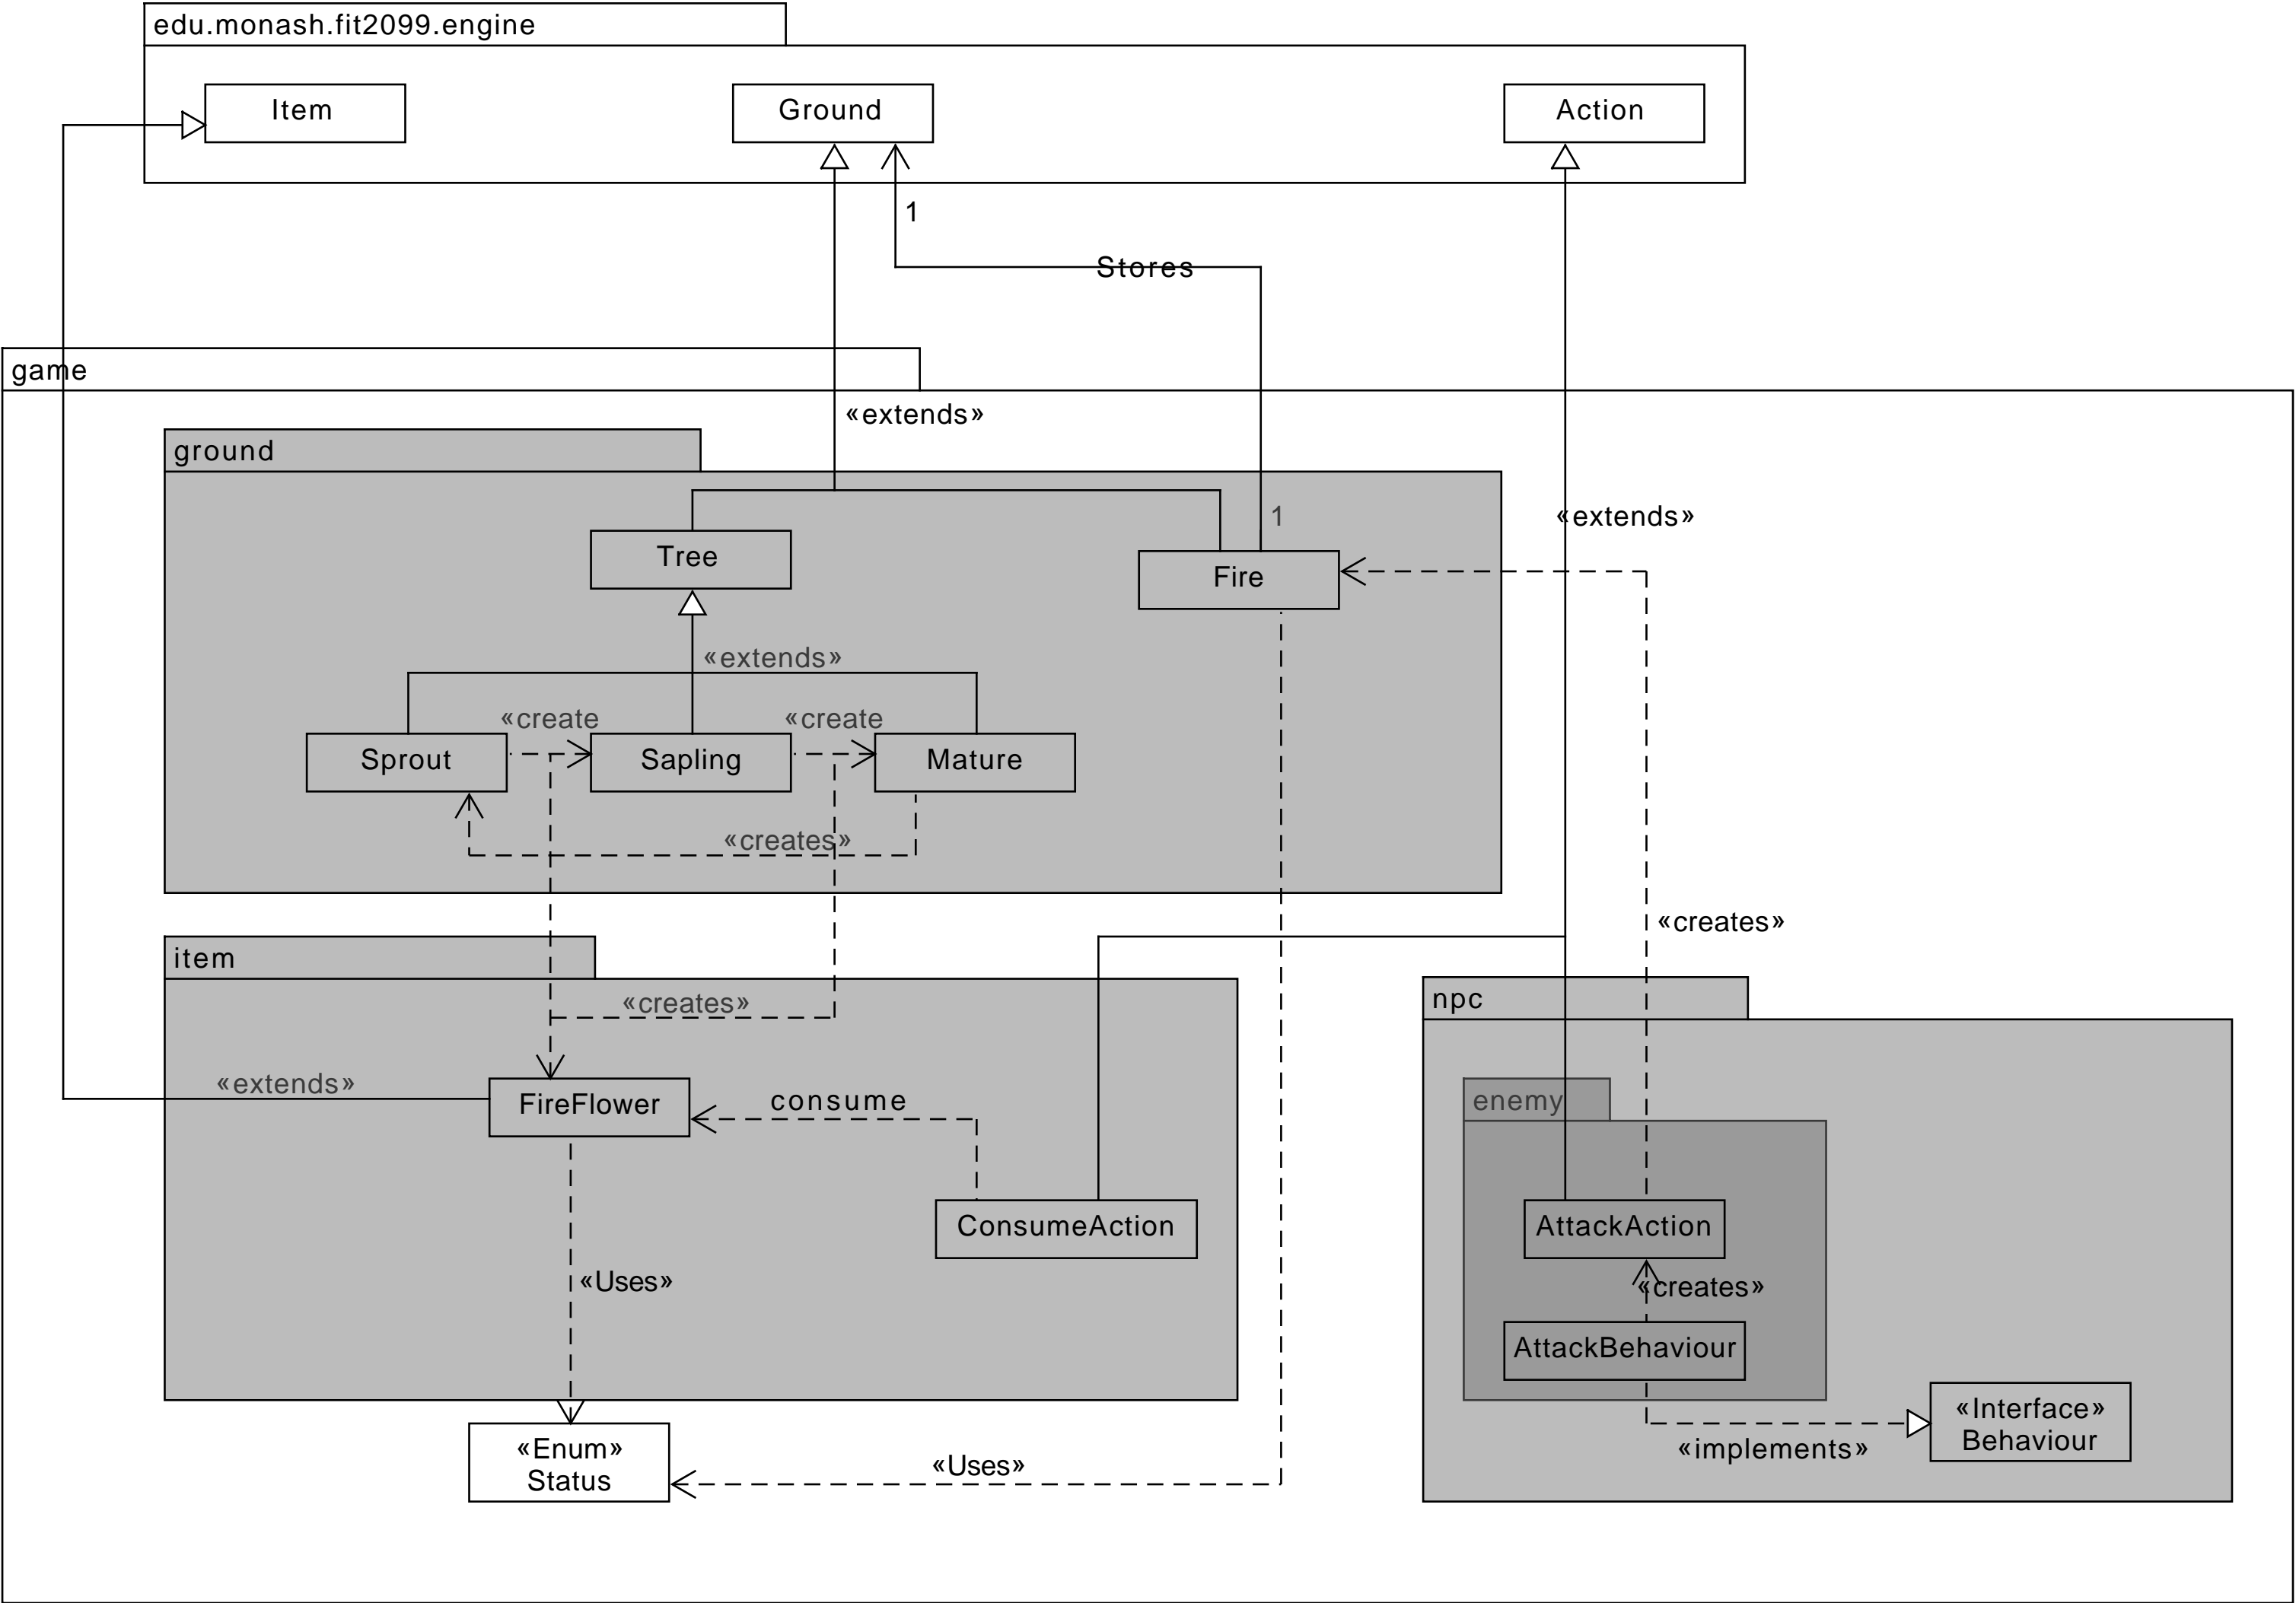 edu.monash.fit2099.engine
Item
Ground
Action
1
Stores
game
«extends»
ground
1
«extends»
Tree
Fire
«extends»
«create
«create
Sprout
Sapling
Mature
«creates»
«creates»
item
npc
«creates»
«extends»
FireFlower
consume
enemy
ConsumeAction
AttackAction
«Uses»
«creates»
AttackBehaviour
«Interface»
Behaviour
«Enum»
Status
«implements»
«Uses»